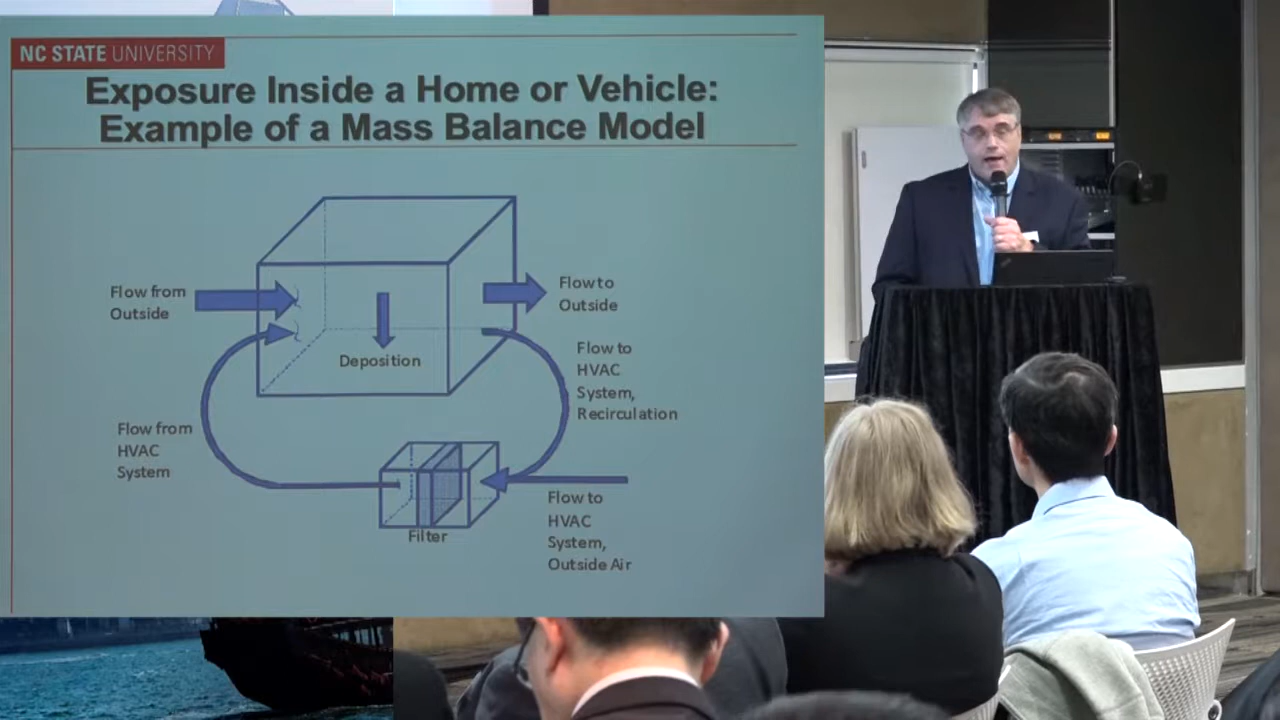 NC STATE UNIVERSITY
Exposure Inside a Home or Vehicle:
Example of a Mass Balance Model
Flow from
Outside
Flow to
Outside
Deposition
Flow to
HVAC
System,
Recirculation
Flow from
HVAC
System
Filter
Flow to
HVAC
System,
Outside Air